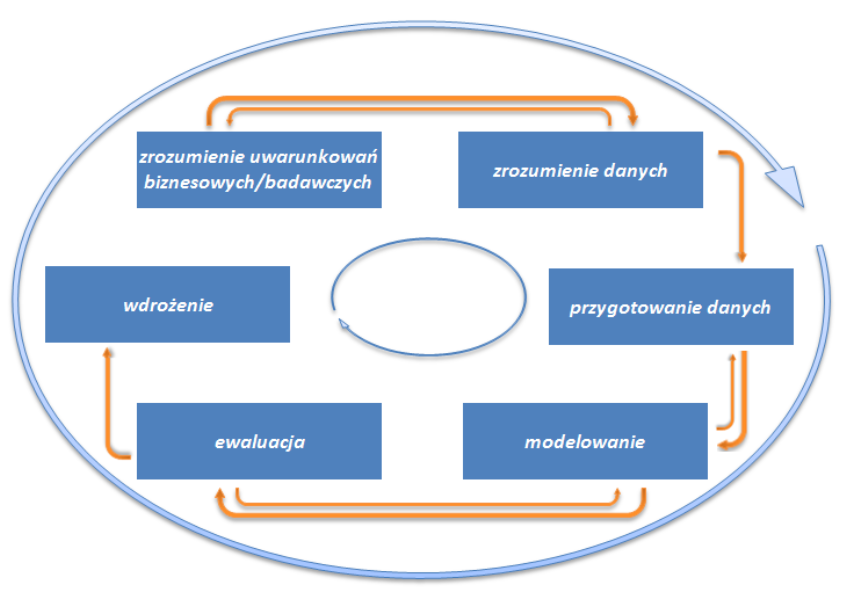 zrozumienie uwarunkowań
biznesowych/badawczych
zrozumienie danych
wdrożenie
przygotowanie danych
ewaluacja
modelowanie